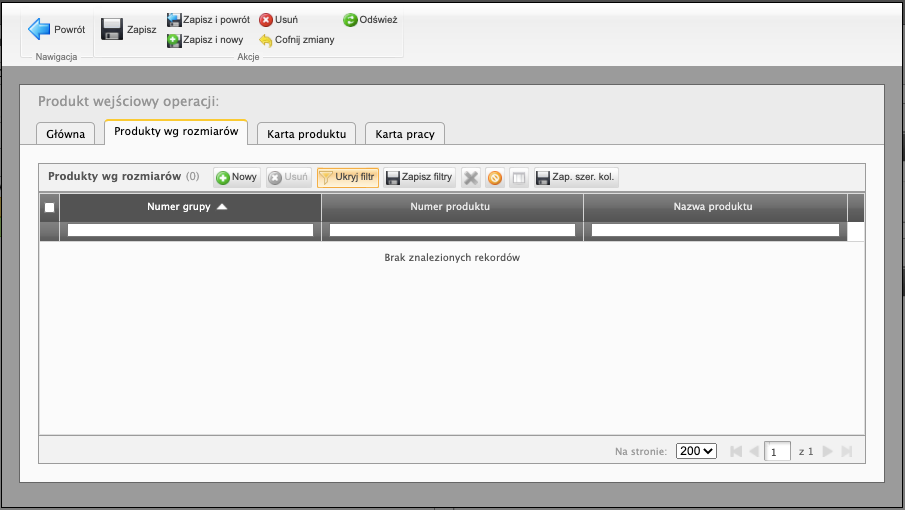 Powrót
Zapisz
Zapisz i powrót
Usuń
Odśwież
Zapisz i nowy
Cofnij zmiany
Nawigacja
Akcje
Produkt wejściowy operacji:
Główna
Produkty wg rozmiarów
Karta produktu
Karta pracy
Produkty wg rozmiarów (0)
Nowy
Usuń
Ukryj filtr
Zapisz filtry
Zap. szer. kol.
Numer grupy
Numer produktu
Nazwa produktu
Brak znalezionych rekordów
Na stronie:
200
1
z 1